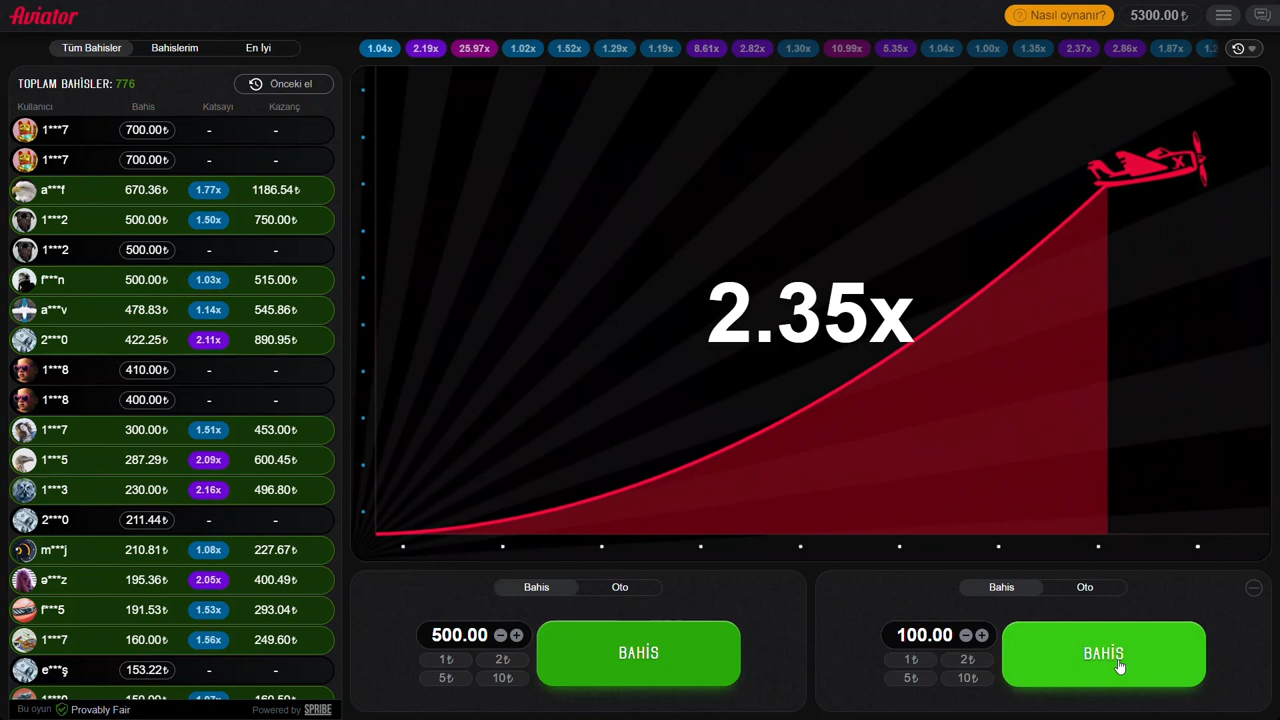 Aviator
Nasıl oynanır?
5300.00₺
Tüm Bahisler
Bahislerim
En İyi
1.04x 2.19x 25.97x 1.02x 1.52x 1.29x 1.19x 8.61x 2.82x 1.30x 10.99x 5.35x 1.04x 1.00x 1.35x 2.37x 2.86x 1.87x
TOPLAM BAHİSLER: 776
Önceki el
Kullanıcı Bahis Katsayı Kazanç
1***7 700.00₺ - -
1***7 700.00₺ - -
a***f 670.36₺ 1.77x 1186.54₺
1***2 500.00₺ 1.50x 750.00₺
1***2 500.00₺ - -
f***n 500.00₺ 1.03x 515.00₺
a***v 478.83₺ 1.14x 545.86₺
2***0 422.25₺ 2.11x 890.95₺
1***8 410.00₺ - -
1***8 400.00₺ - -
1***7 300.00₺ 1.51x 453.00₺
1***5 287.29₺ 2.09x 600.45₺
1***3 230.00₺ 2.16x 496.80₺
2***0 211.44₺ - -
m***j 210.81₺ 1.08x 227.67₺
ə***z 195.36₺ 2.05x 400.49₺
f***5 191.53₺ 1.53x 293.04₺
1***7 160.00₺ 1.56x 249.60₺
e***ş 153.22₺ - -
Bu oyun Provably Fair
Powered by SPRIBE
X
2.35x
Bahis Oto
500.00
1₺ 2₺
5₺ 10₺
BAHİS
Bahis Oto
100.00
1₺ 2₺
5₺ 10₺
BAHİS